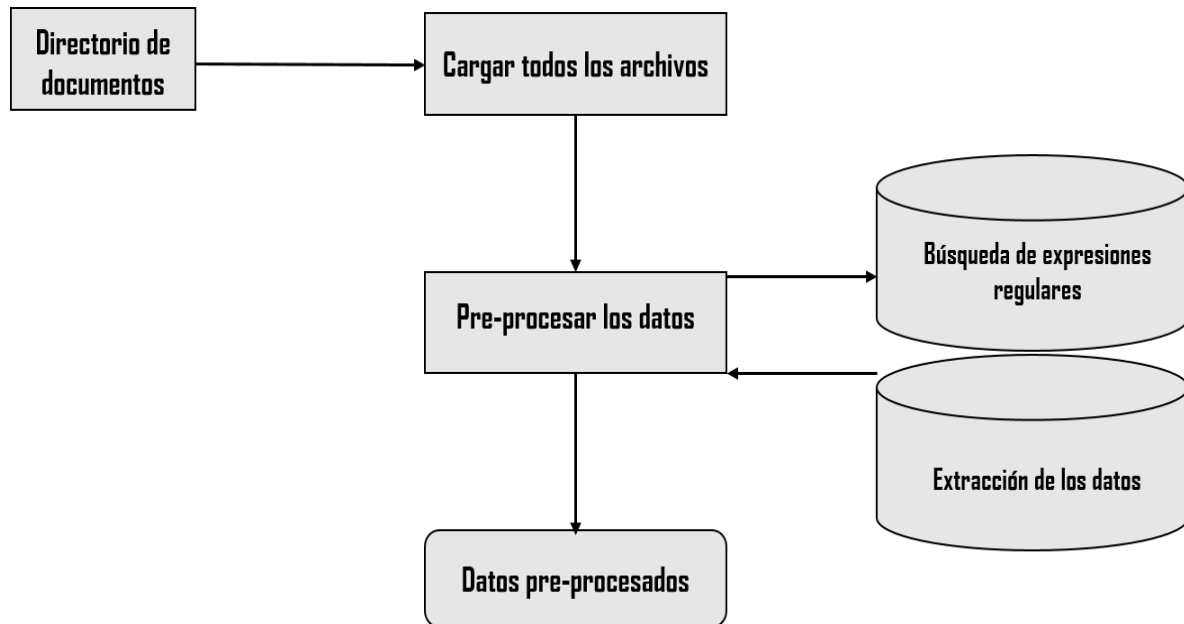 Directorio de
documentos
Cargar todos los archivos
Pre-procesar los datos
Búsqueda de expresiones
regulares
Extracción de los datos
Datos pre-procesados